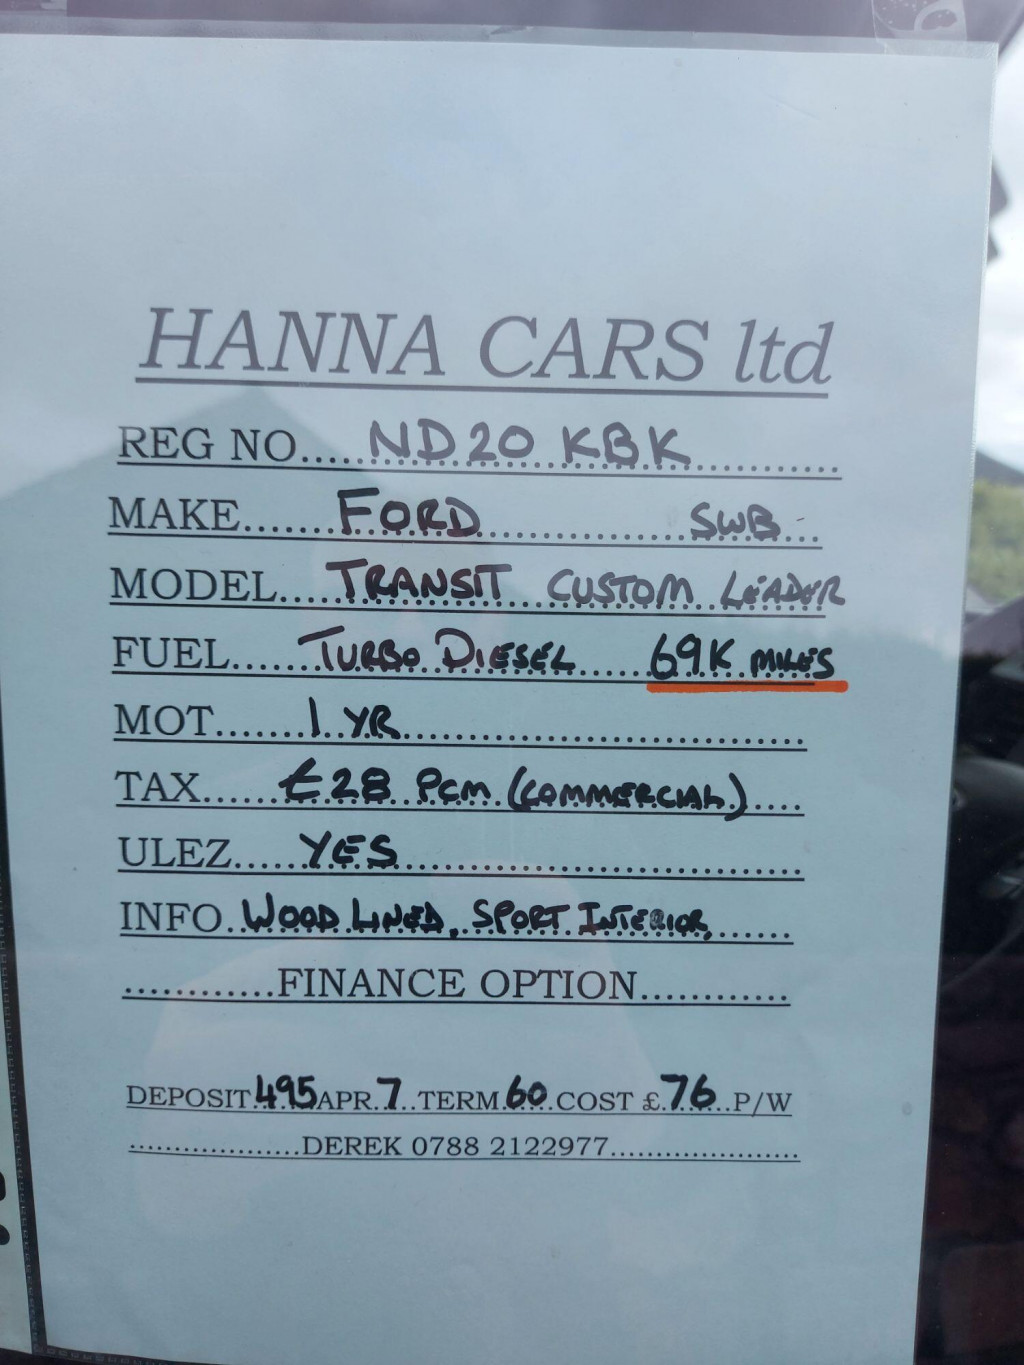 HANNA CARS ltd
REG NO.....ND20 KBK...........
MAKE.......FORD................SWB...
MODEL....TRANSIT CUSTOM LEADER
FUEL......TURBO DIESEL....69K MILES
MOT.......1 YR..............................
TAX......£28 PCM (COMMERCIAL)....
ULEZ.....YES..............................
INFO.WOOD LINED, SPORT INTERIOR,......
............FINANCE OPTION............
DEPOSIT.495.APR.7..TERM.60...COST £.76..P/W
..................DEREK 0788 2122977....................